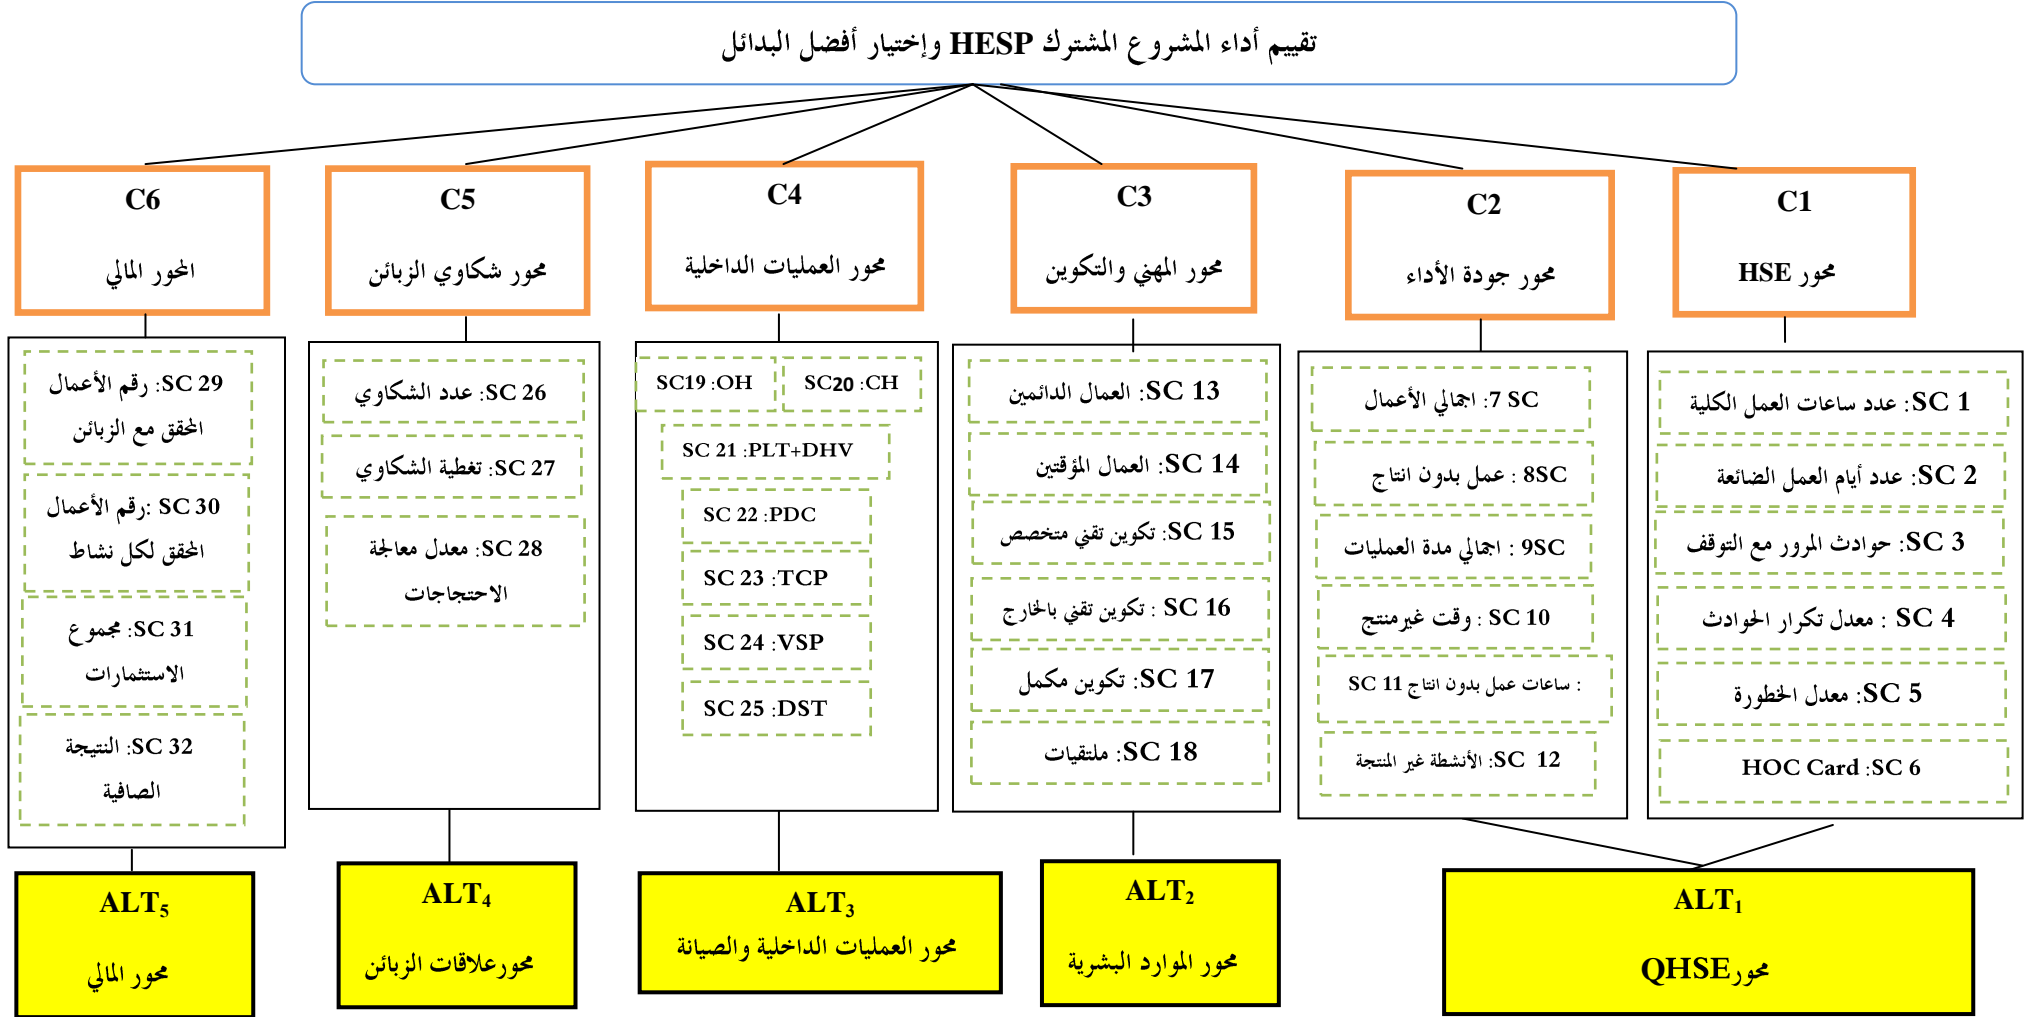 تقييم أداء المشروع المشترك HESP وإختيار أفضل البدائل
C1
محور HSE
C2
محور جودة الأداء
C3
محور المهني والتكوين
C4
محور العمليات الداخلية
C5
محور شكاوي الزبائن
C6
المحور المالي
SC 1: عدد ساعات العمل الكلية
SC 2: عدد أيام العمل الضائعة
SC 3: حوادث المرور مع التوقف
SC 4 : معدل تكرار الحوادث
SC 5: معدل الخطورة
HOC Card :SC 6
7 SC: اجمالي الأعمال
8SC: عمل بدون انتاج
9SC : اجمالي مدة العمليات
SC 10 : وقت غيرمنتج
: ساعات عمل بدون انتاج SC 11
SC 12: الأنشطة غير المنتجة
SC 13: العمال الدائمين
SC 14: العمال المؤقتين
SC 15: تكوين تقني متخصص
SC 16 : تكوين تقني بالخارج
SC 17: تكوين مكمل
SC 18: ملتقيات
SC20 :CH
SC19 :OH
SC 21 :PLT+DHV
SC 22 :PDC
SC 23 :TCP
SC 24 :VSP
SC 25 :DST
SC 26: عدد الشكاوي
SC 27: تغطية الشكاوي
SC 28: معدل معالجة
الاحتجاجات
SC 29: رقم الأعمال
المحقق مع الزبائن
SC 30 :رقم الأعمال
المحقق لكل نشاط
SC 31: مجموع
الاستثمارات
SC 32: النتيجة
الصافية
ALT1
محورQHSE
ALT2
محور الموارد البشرية
ALT3
محور العمليات الداخلية والصيانة
ALT4
محورعلاقات الزبائن
ALT5
محور المالي